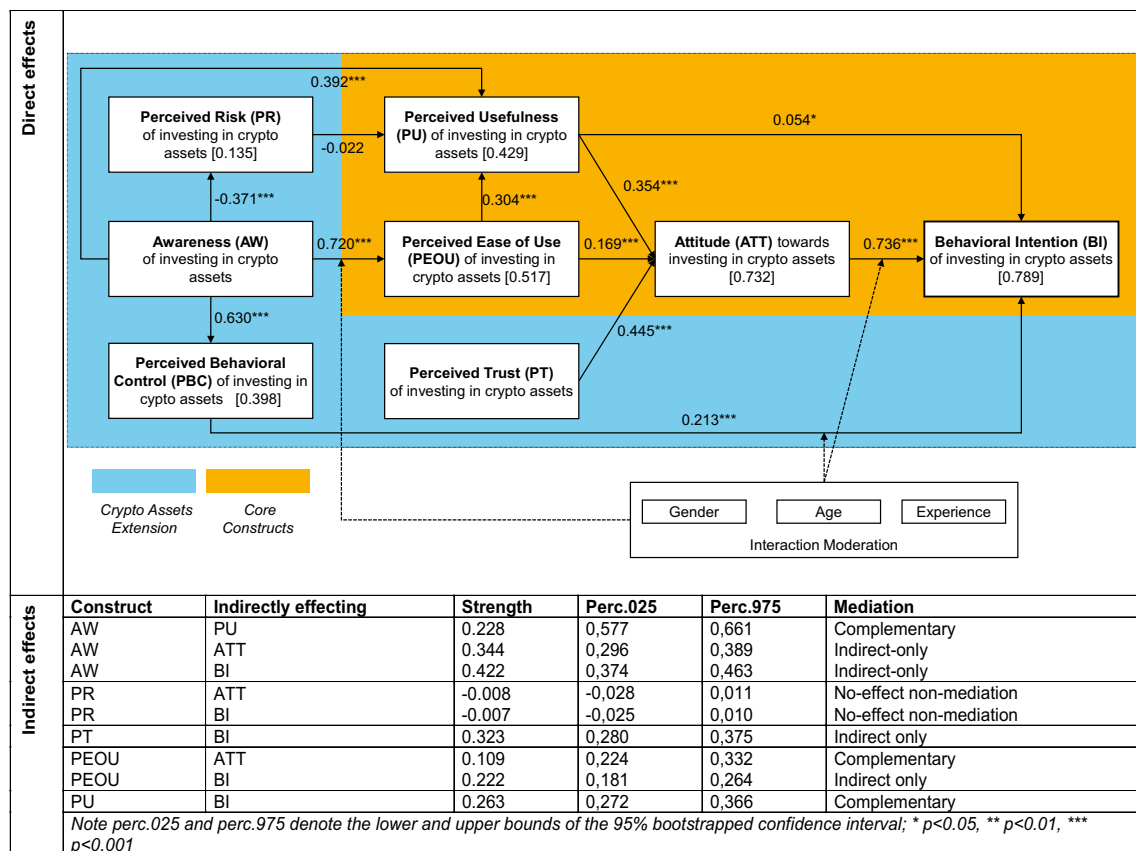 Direct effects
0.392***
Perceived Risk (PR)
of investing in crypto
assets [0.135]
-0.022
Perceived Usefulness
(PU) of investing in crypto
assets [0.429]
0.054*
-0.371***
0.304***
0.354***
Awareness (AW)
of investing in crypto
assets
0.720***
Perceived Ease of Use
(PEOU) of investing in
crypto assets [0.517]
0.169***
Attitude (ATT) towards
investing in crypto assets
[0.732]
0.736***
Behavioral Intention (BI)
of investing in crypto assets
[0.789]
0.630***
0.445***
Perceived Behavioral
Control (PBC) of investing in
cypto assets [0.398]
Perceived Trust (PT)
of investing in crypto assets
0.213***
Crypto Assets
Extension
Core
Constructs
Gender Age Experience
Interaction Moderation
Indirect effects
Construct Indirectly effecting Strength Perc.025 Perc.975 Mediation
AW PU 0.228 0,577 0,661 Complementary
AW ATT 0.344 0,296 0,389 Indirect-only
AW BI 0.422 0,374 0,463 Indirect-only
PR ATT -0.008 -0,028 0,011 No-effect non-mediation
PR BI -0.007 -0,025 0,010 No-effect non-mediation
PT BI 0.323 0,280 0,375 Indirect only
PEOU ATT 0.109 0,224 0,332 Complementary
PEOU BI 0.222 0,181 0,264 Indirect only
PU BI 0.263 0,272 0,366 Complementary
Note perc.025 and perc.975 denote the lower and upper bounds of the 95% bootstrapped confidence interval; * p<0.05, ** p<0.01, ***
p<0.001